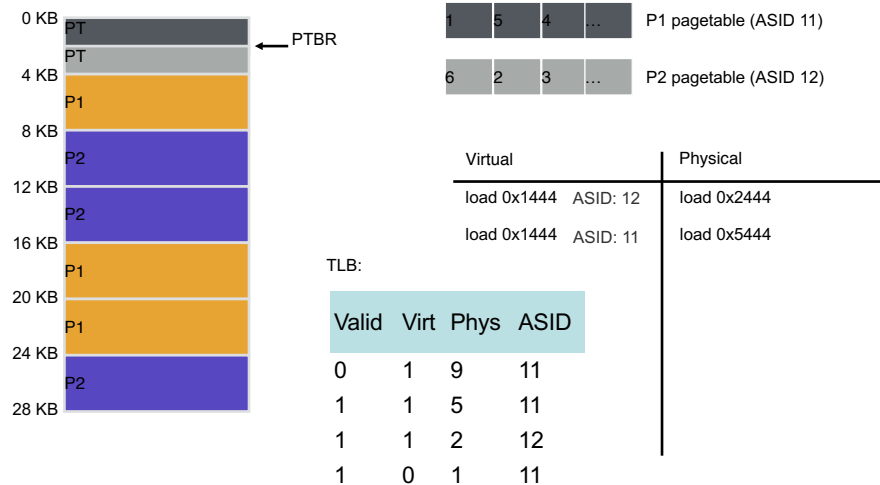 0 KB
PT
PTBR
PT
4 KB
P1
8 KB
P2
12 KB
P2
16 KB
P1
20 KB
P1
24 KB
P2
28 KB
1 5 4 ... P1 pagetable (ASID 11)
6 2 3 ... P2 pagetable (ASID 12)
Virtual Physical
load 0x1444 ASID: 12 load 0x2444
load 0x1444 ASID: 11 load 0x5444
TLB:
Valid Virt Phys ASID
0 1 9 11
1 1 5 11
1 1 2 12
1 0 1 11